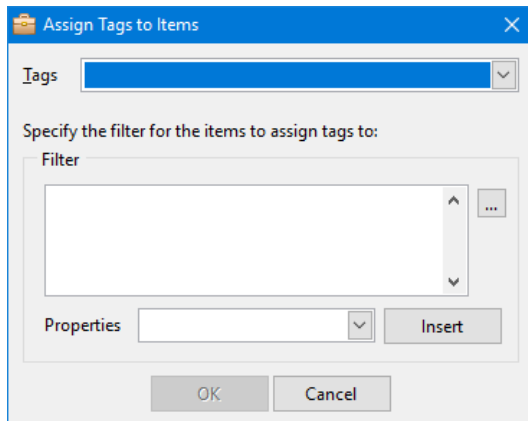 Assign Tags to Items
Tags
Specify the filter for the items to assign tags to:
Filter
...
Properties
Insert
OK
Cancel